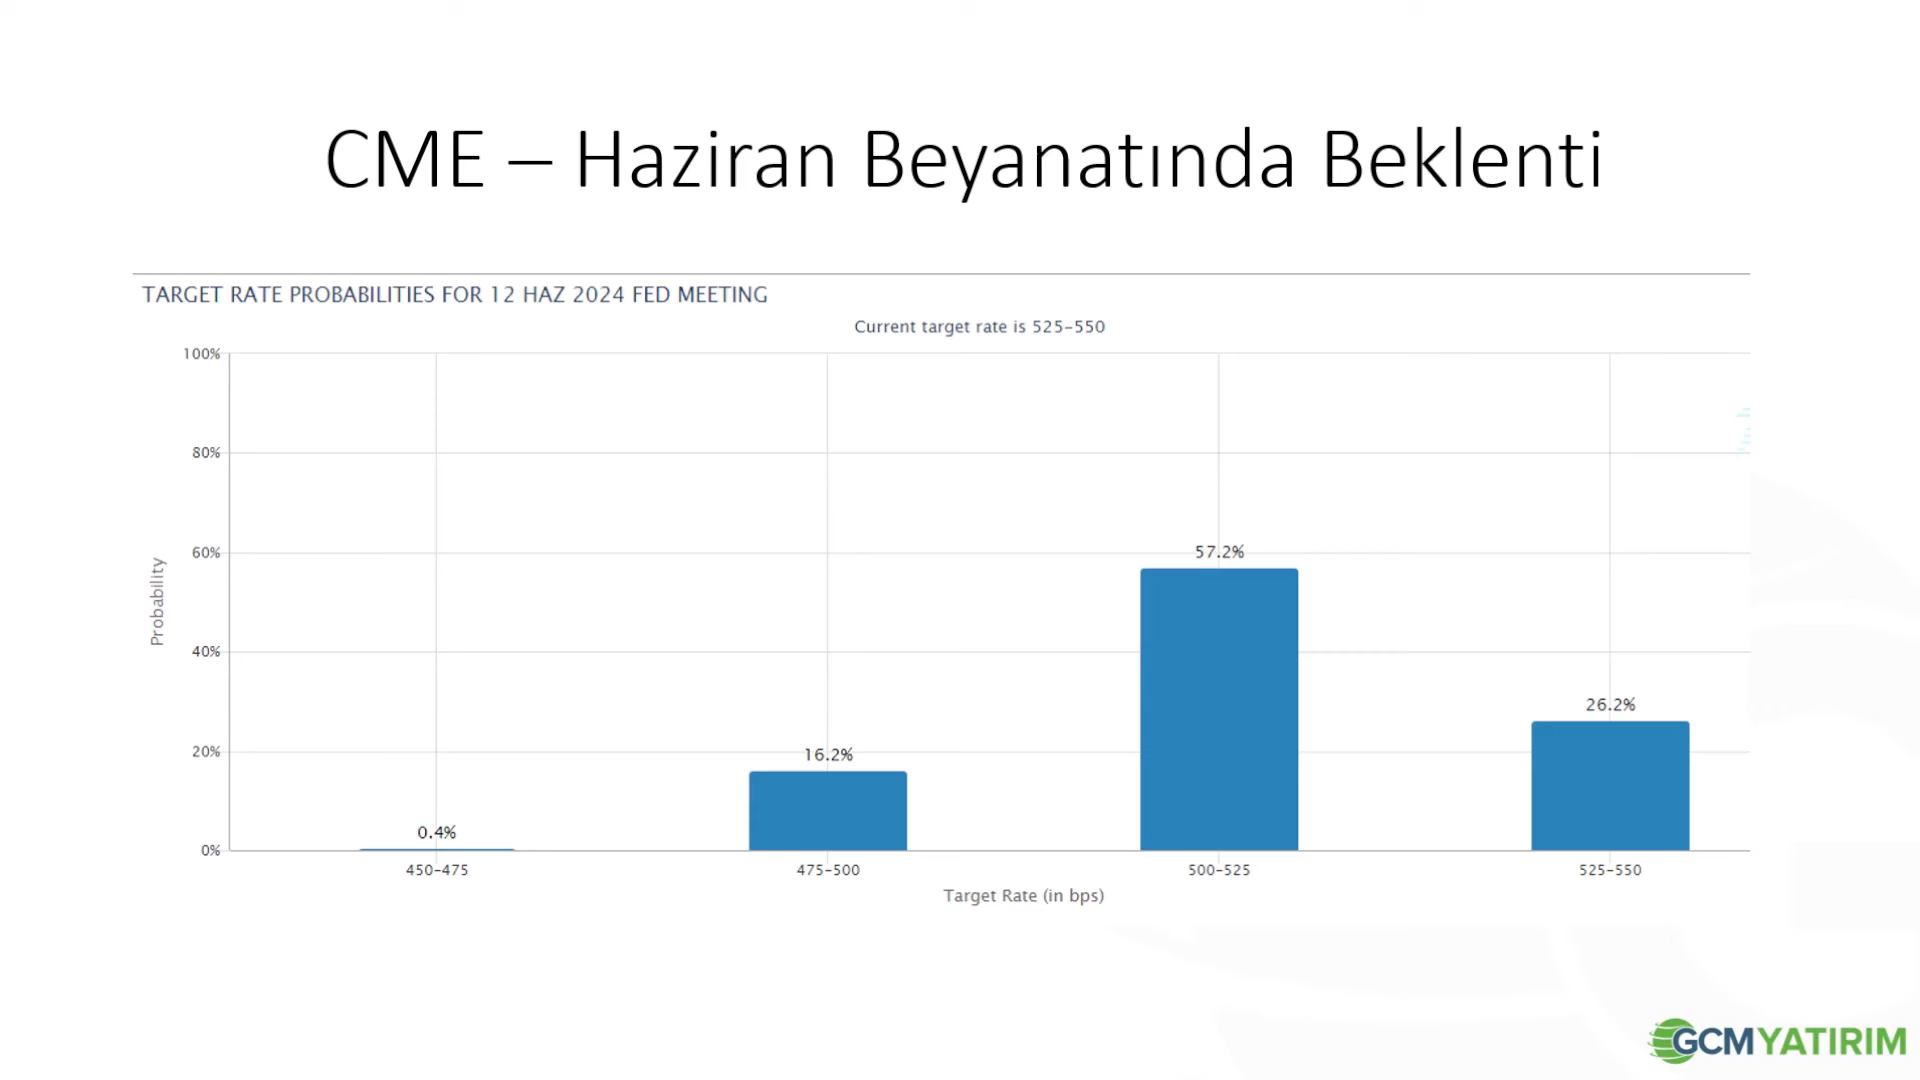 CME – Haziran Beyanatında Beklenti
TARGET RATE PROBABILITIES FOR 12 HAZ 2024 FED MEETING
Current target rate is 525–550
100%
80%
60%
40%
20%
0%
Probability
0.4%
16.2%
57.2%
26.2%
450–475
475–500
500–525
525–550
Target Rate (in bps)
GCMYATIRIM